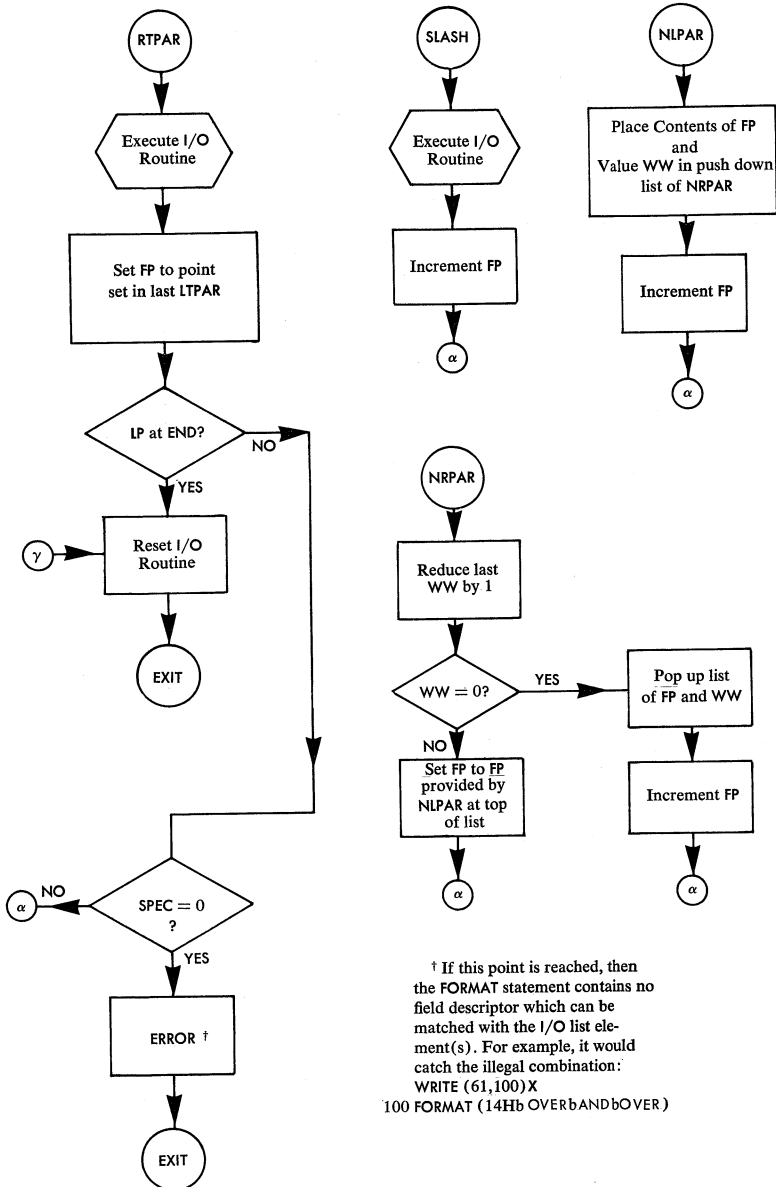 RTPAR
Execute I/O
Routine
Set FP to point
set in last LTPAR
LP at END?
NO
YES
γ
Reset I/O
Routine
EXIT
α
NO
SPEC = 0
?
YES
ERROR †
EXIT
SLASH
Execute I/O
Routine
Increment FP
α
NLPAR
Place Contents of FP
and
Value WW in push down
list of NRPAR
Increment FP
α
NRPAR
Reduce last
WW by 1
WW = 0?
YES
NO
Set FP to FP
provided by
NLPAR at top
of list
α
Pop up list
of FP and WW
Increment FP
α
† If this point is reached, then
the FORMAT statement contains no
field descriptor which can be
matched with the I/O list ele-
ment(s). For example, it would
catch the illegal combination:
WRITE (61,100)X
100 FORMAT (14Hb OVERbANDbOVER)